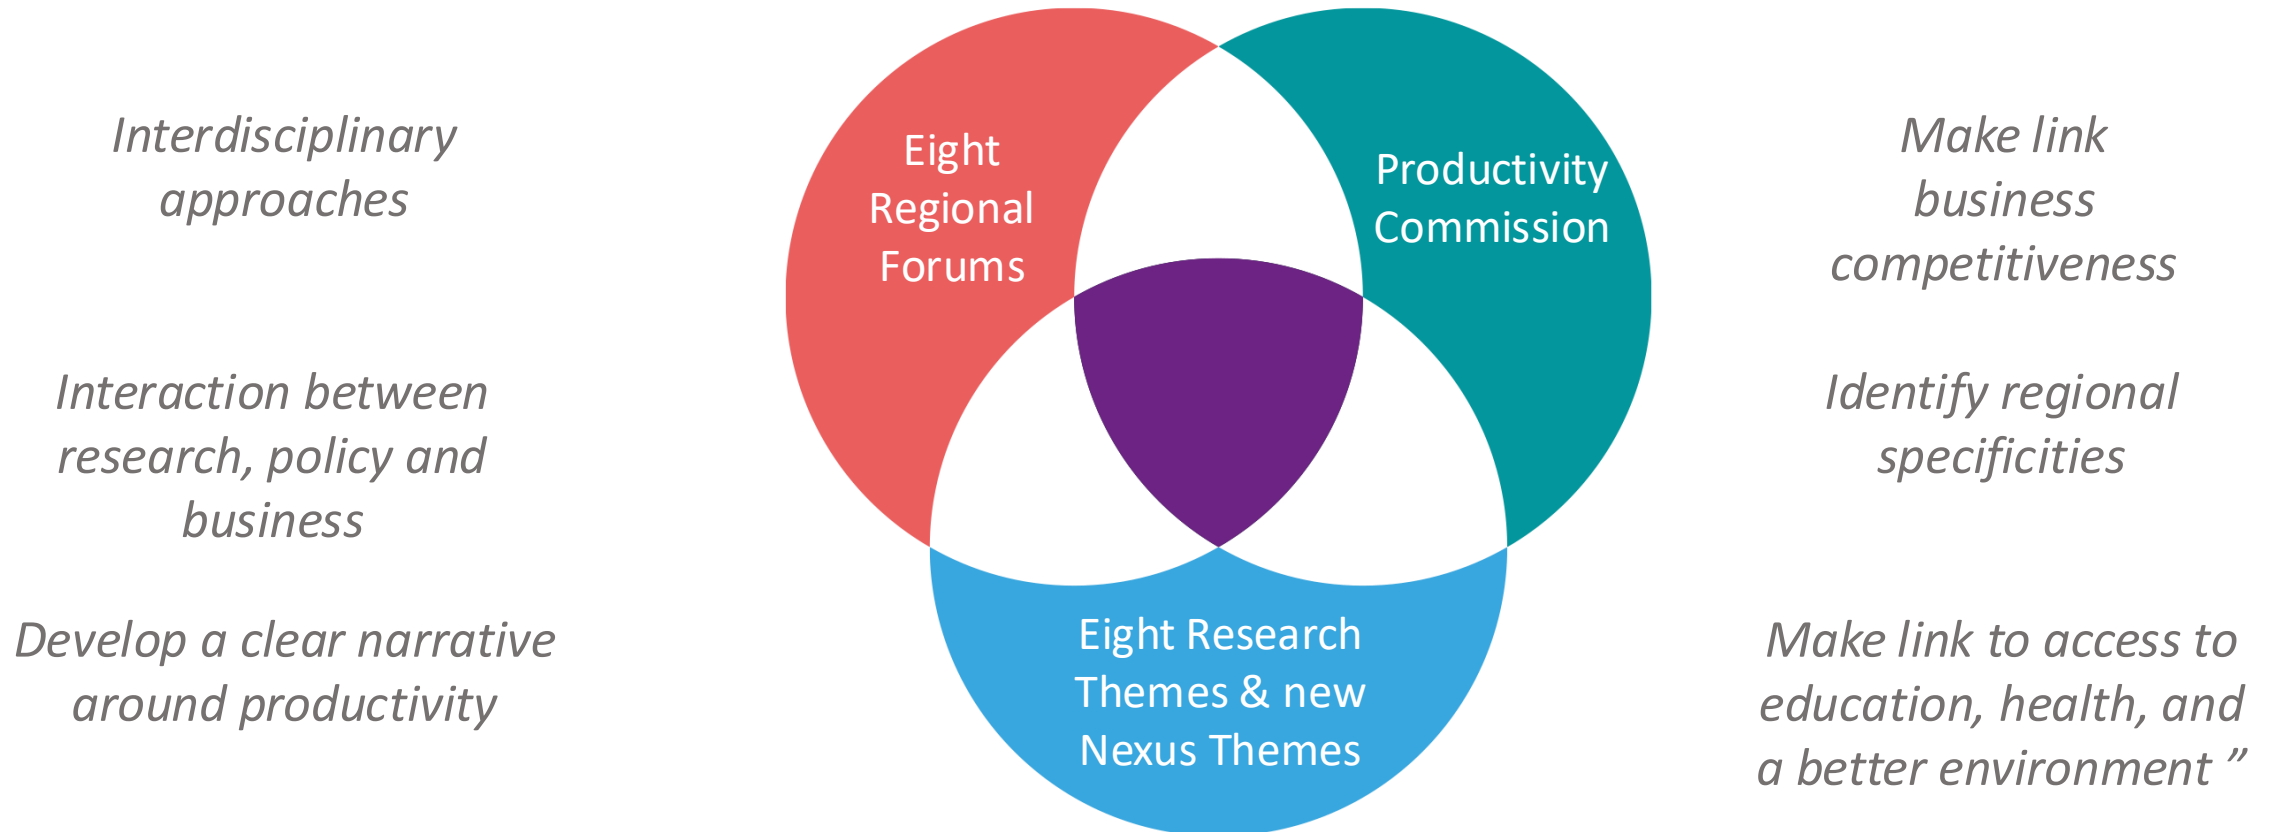 Interdisciplinary
approaches
Interaction between
research, policy and
business
Develop a clear narrative
around productivity
Eight
Regional
Forums
Productivity
Commission
Eight Research
Themes & new
Nexus Themes
Make link
business
competitiveness
Identify regional
specificities
Make link to access to
education, health, and
a better environment ”